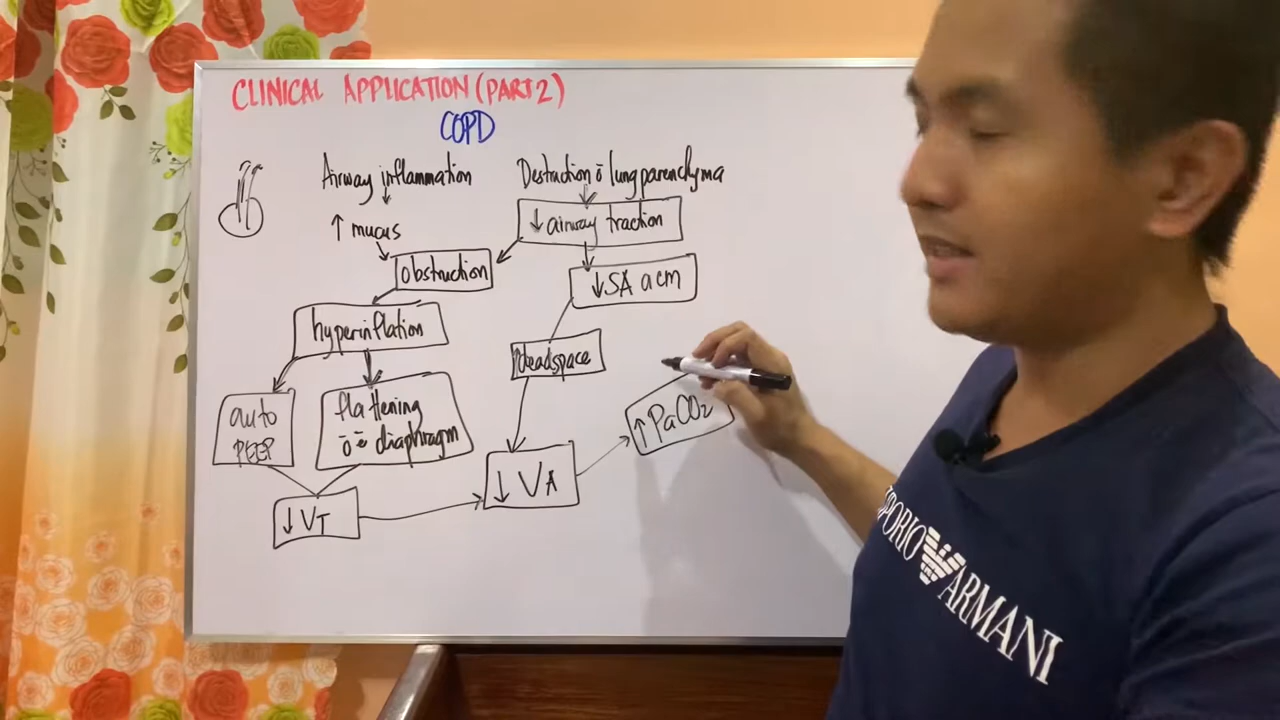 CLINICAL APPLICATION (PART 2)
COPD
Airway inflammation
↑ mucus
Destruction ō lung parenchyma
↓ airway traction
obstruction
↓ SA acm
hyperinflation
↑deadspace
auto
PEEP
flattening
ō ē diaphragm
↓ VT
↓ VA
↑ PaCO2
EMPORIO ARMANI